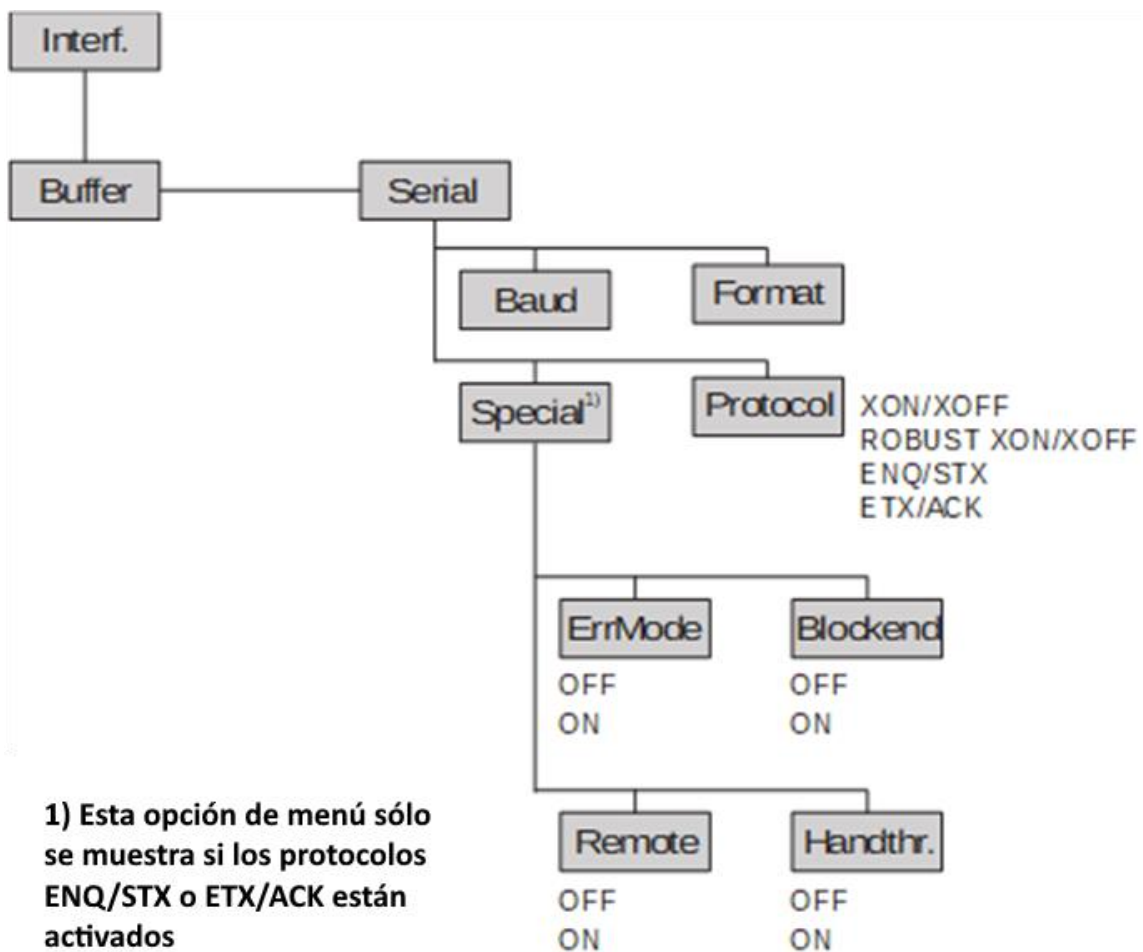 Interf.
Buffer
Serial
Baud
Format
Special1)
Protocol
XON/XOFF
ROBUST XON/XOFF
ENQ/STX
ETX/ACK
ErrMode
Blockend
OFF
OFF
ON
ON
1) Esta opción de menú sólo
se muestra si los protocolos
ENQ/STX o ETX/ACK están
activados
Remote
Handthr.
OFF
OFF
ON
ON